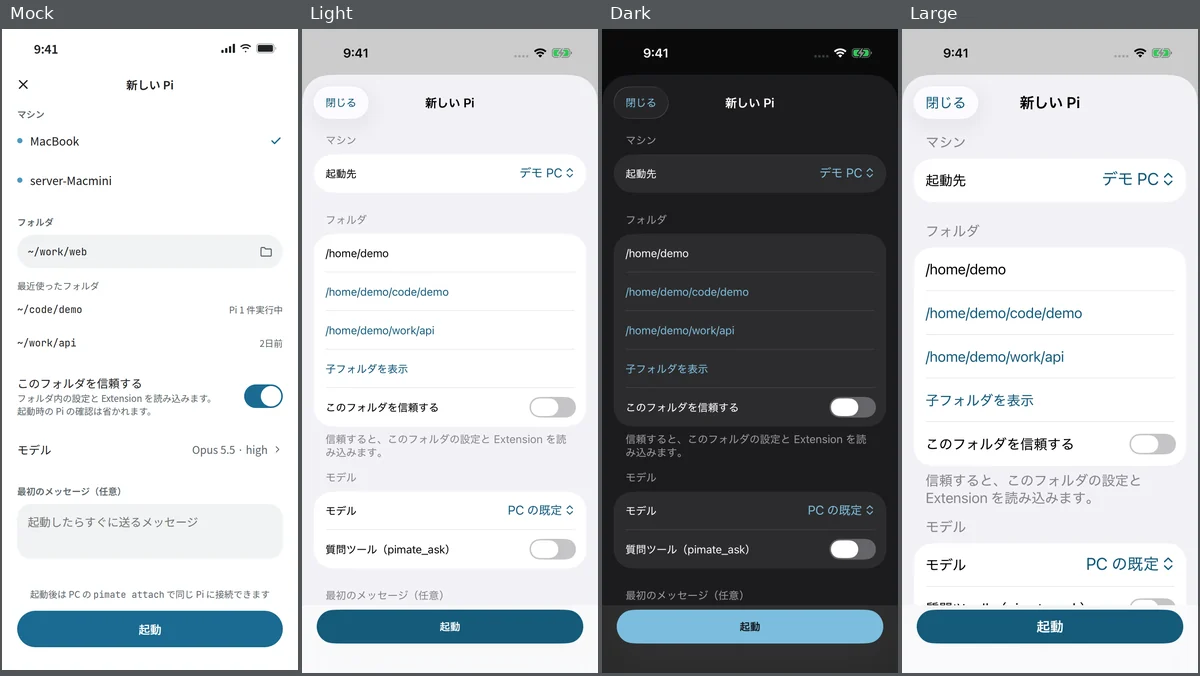 Mock
9:41
新しい Pi
マシン
MacBook
server-Macmini
フォルダ
~/work/web
最近使ったフォルダ
~/code/demo
Pi 1 件実行中
~/work/api
2日前
このフォルダを信頼する
フォルダ内の設定と Extension を読み込みます。
起動時の Pi の確認は省かれます。
モデル
Opus 5.5 · high
最初のメッセージ（任意）
起動したらすぐに送るメッセージ
起動後は PC の pimate attach で同じ Pi に接続できます
起動
Light
9:41
閉じる
新しい Pi
マシン
起動先
デモ PC
フォルダ
/home/demo
/home/demo/code/demo
/home/demo/work/api
子フォルダを表示
このフォルダを信頼する
信頼すると、このフォルダの設定と Extension を読
み込みます。
モデル
モデル
PC の既定
質問ツール（pimate_ask）
最初のメッセージ（任意）
起動
Dark
9:41
閉じる
新しい Pi
マシン
起動先
デモ PC
フォルダ
/home/demo
/home/demo/code/demo
/home/demo/work/api
子フォルダを表示
このフォルダを信頼する
信頼すると、このフォルダの設定と Extension を読
み込みます。
モデル
モデル
PC の既定
質問ツール（pimate_ask）
最初のメッセージ（任意）
起動
Large
9:41
閉じる
新しい Pi
マシン
起動先
デモ PC
フォルダ
/home/demo
/home/demo/code/demo
/home/demo/work/api
子フォルダを表示
このフォルダを信頼する
信頼すると、このフォルダの設定と
Extension を読み込みます。
モデル
モデル
PC の既定
起動